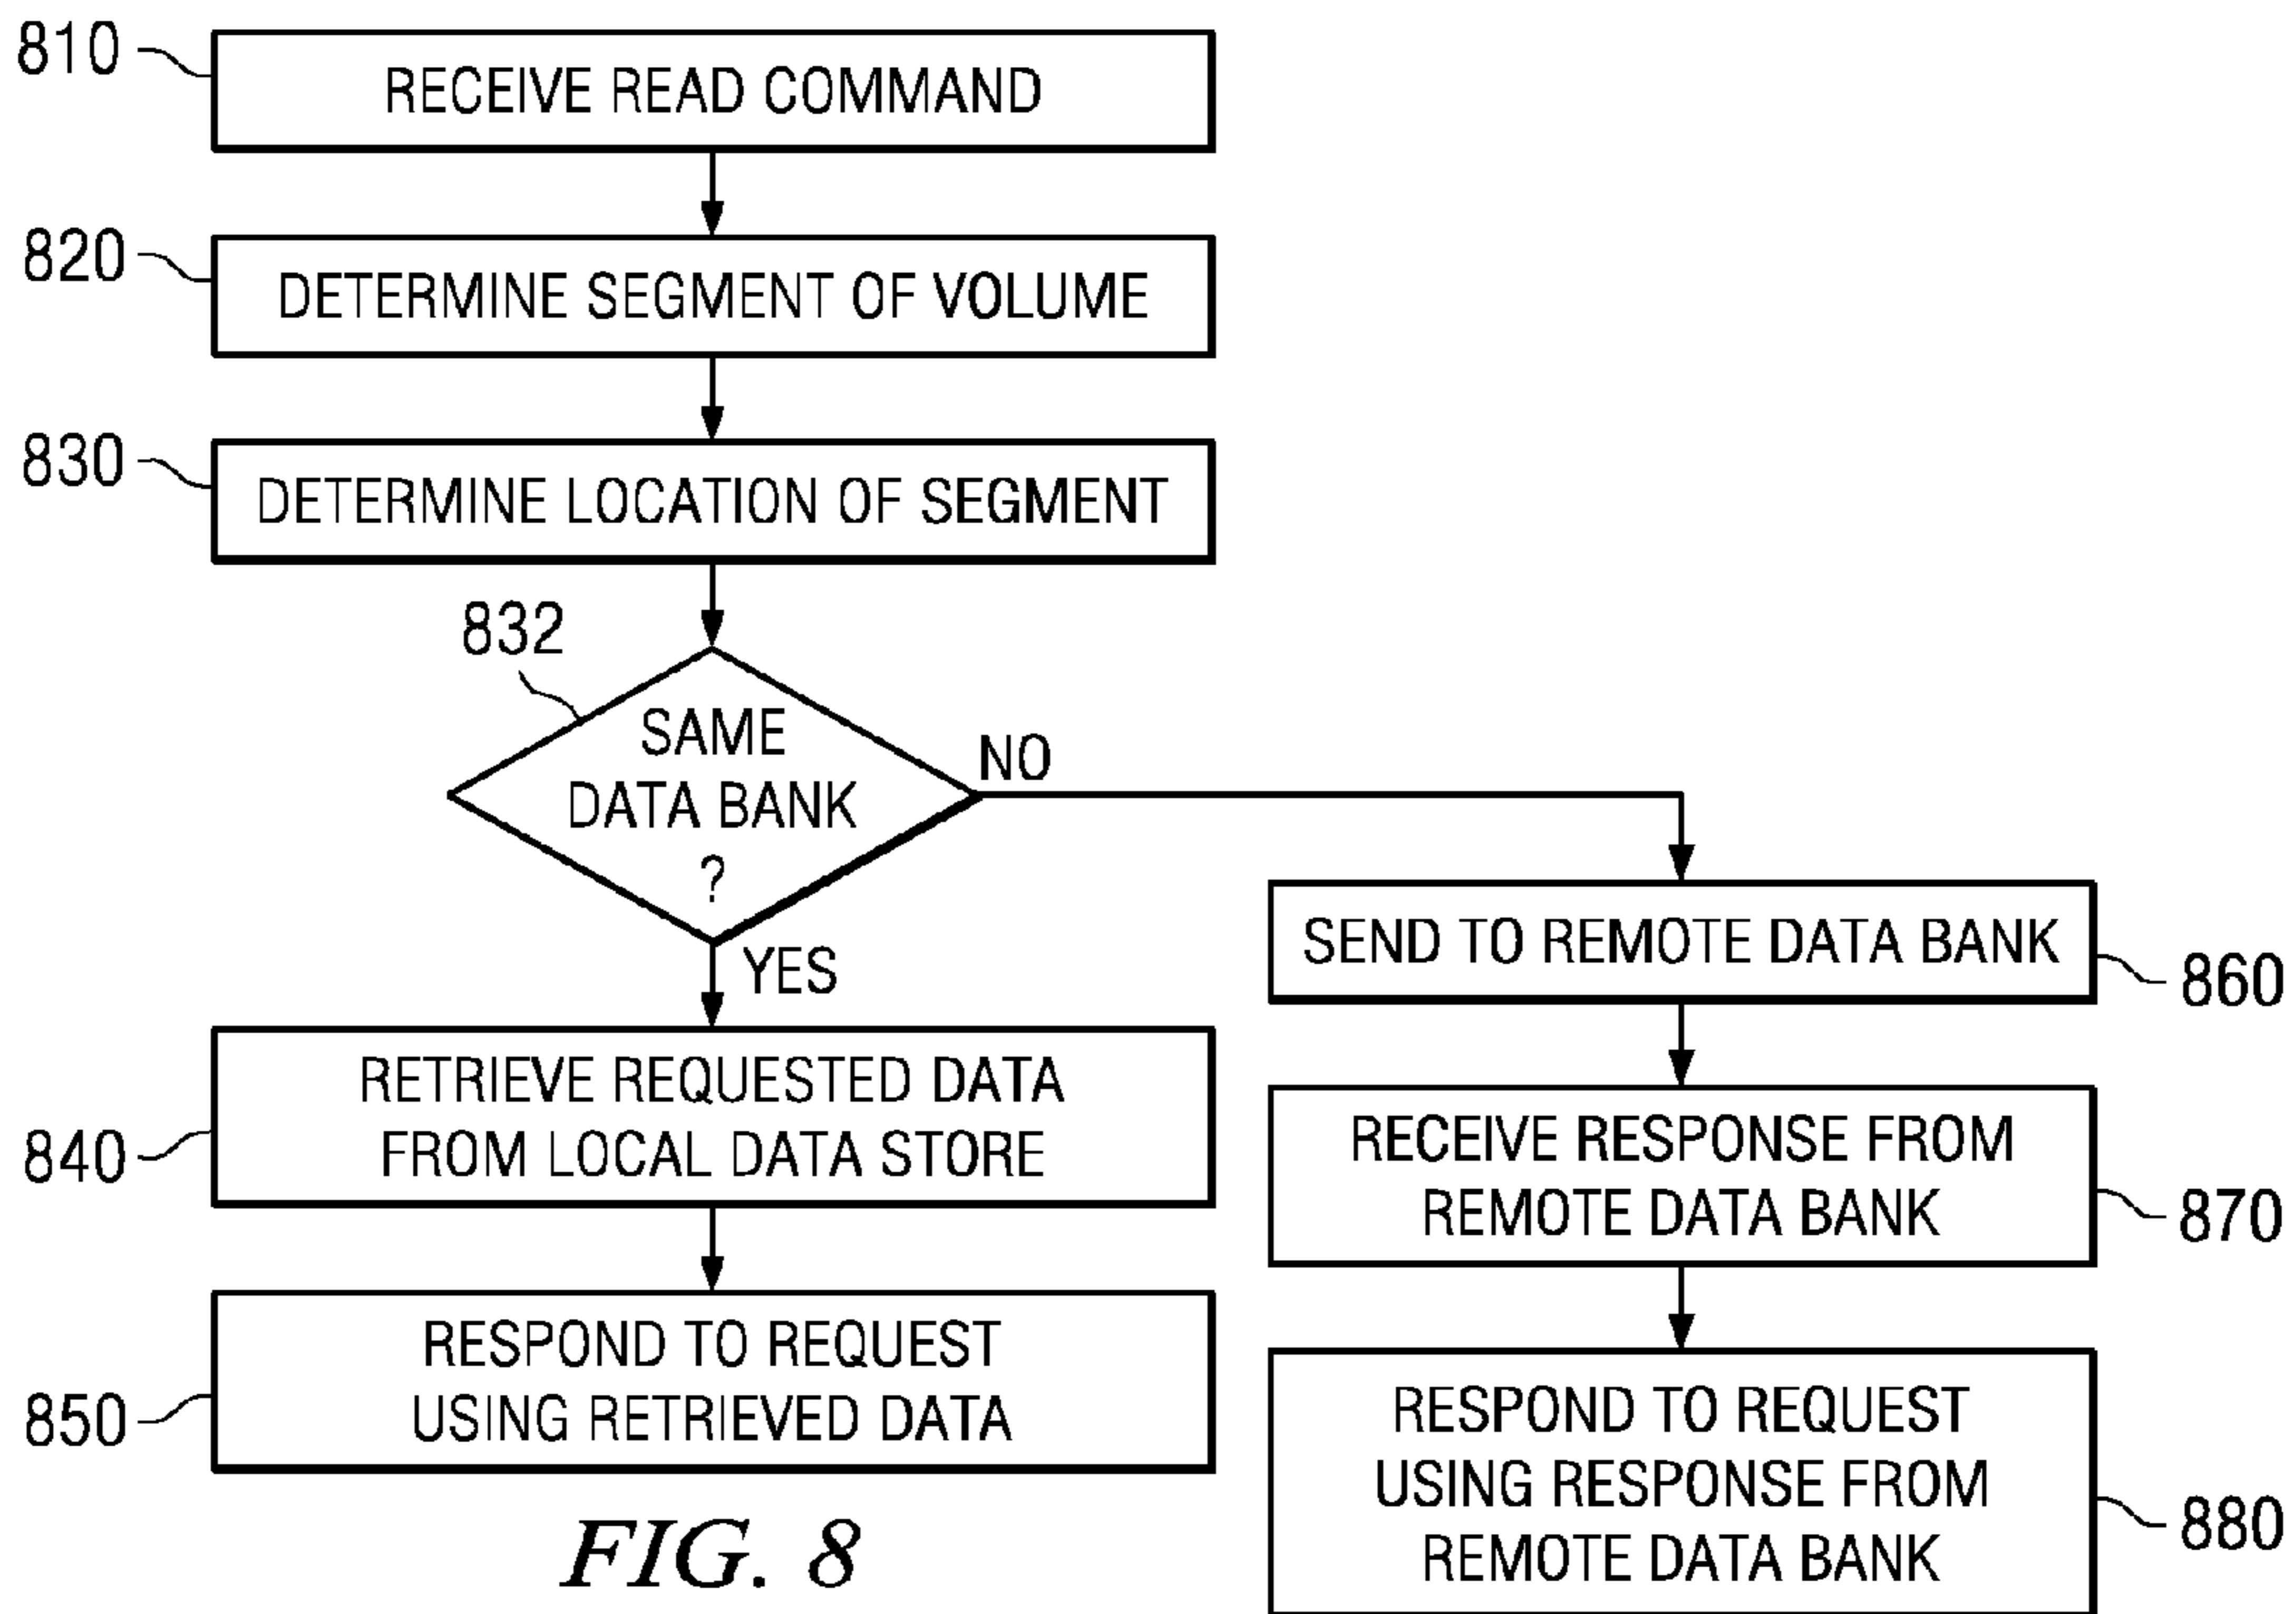 810
RECEIVE READ COMMAND
820
DETERMINE SEGMENT OF VOLUME
830
DETERMINE LOCATION OF SEGMENT
832
SAME
DATA BANK
?
NO
YES
840
RETRIEVE REQUESTED DATA
FROM LOCAL DATA STORE
850
RESPOND TO REQUEST
USING RETRIEVED DATA
SEND TO REMOTE DATA BANK
860
RECEIVE RESPONSE FROM
REMOTE DATA BANK
870
RESPOND TO REQUEST
USING RESPONSE FROM
REMOTE DATA BANK
880
FIG. 8